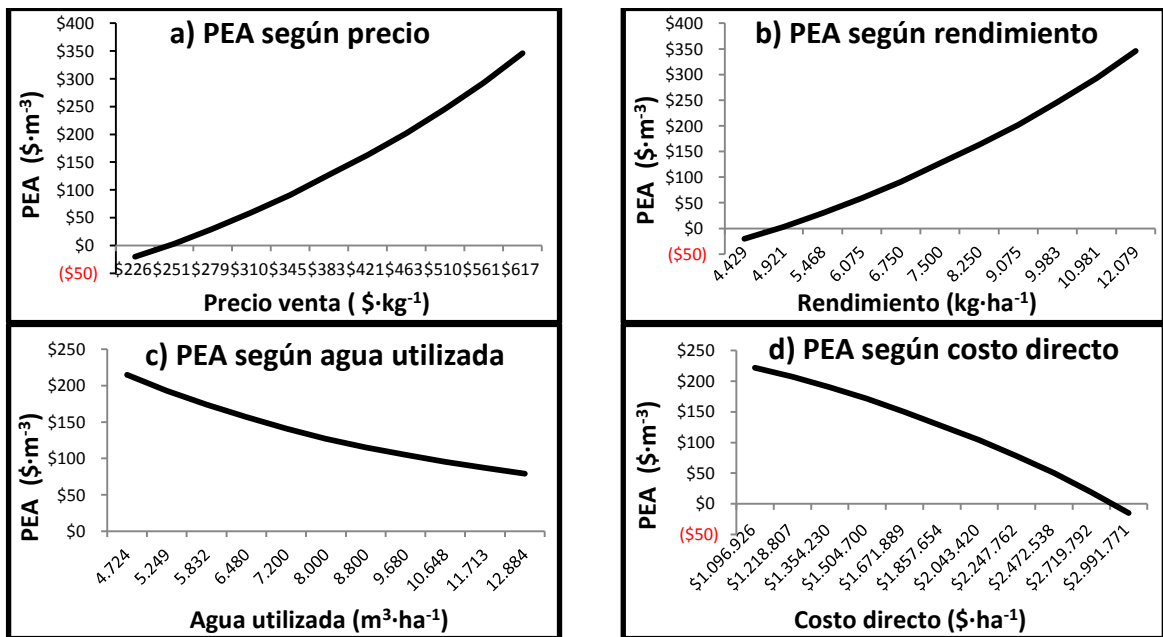 a) PEA según precio
PEA ($·m-3)
$400
$350
$300
$250
$200
$150
$100
$50
$0
($50)
$226 $251 $279 $310 $345 $383 $421 $463 $510 $561 $617
Precio venta ( $·kg-1)
b) PEA según rendimiento
PEA ($·m-3)
$400
$350
$300
$250
$200
$150
$100
$50
$0
($50)
4.429 4.921 5.468 6.075 6.750 7.500 8.250 9.075 9.983 10.981 12.079
Rendimiento (kg·ha-1)
c) PEA según agua utilizada
PEA ($·m-3)
$250
$200
$150
$100
$50
$0
4.724 5.249 5.832 6.480 7.200 8.000 8.800 9.680 10.648 11.713 12.884
Agua utilizada (m3·ha-1)
d) PEA según costo directo
PEA ($·m-3)
$250
$200
$150
$100
$50
$0
($50)
$1.096.926 $1.218.807 $1.354.230 $1.504.700 $1.671.889 $1.857.654 $2.043.420 $2.247.762 $2.472.538 $2.719.792 $2.991.771
Costo directo ($·ha-1)